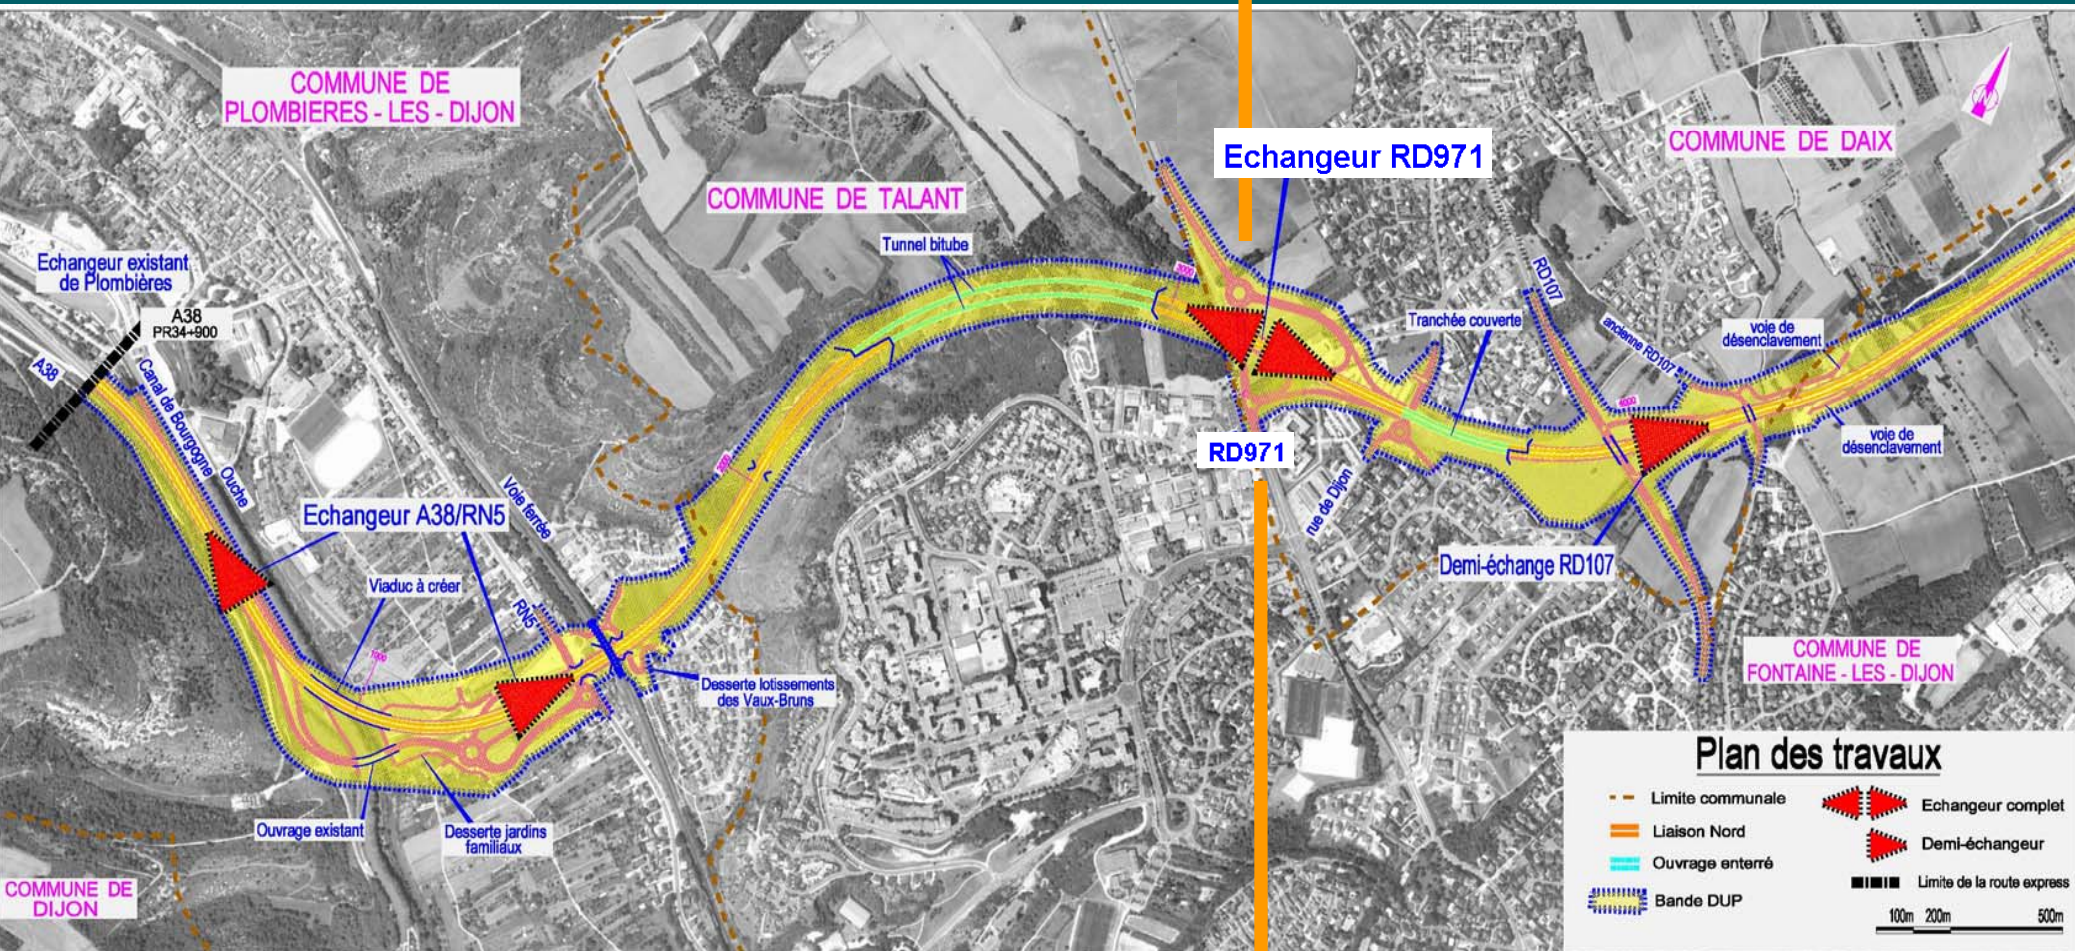 COMMUNE DE
PLOMBIERES - LES - DIJON
COMMUNE DE TALANT
Echangeur RD971
COMMUNE DE DAIX
Echangeur existant
de Plombières
A38
PR34+900
A38
Canal de Bourgogne
Ouche
Voie ferrée
Tunnel bitube
2000
3000
RD107
Tranchée couverte
ancienne RD107
voie de
désenclavement
4000
voie de
désenclavement
RD971
rue de Dijon
Echangeur A38/RN5
Viaduc à créer
RN5
1000
Demi-échange RD107
Desserte lotissements
des Vaux-Bruns
COMMUNE DE
FONTAINE - LES - DIJON
Ouvrage existant
Desserte jardins
familiaux
COMMUNE DE
DIJON
Plan des travaux
Limite communale
Liaison Nord
Ouvrage enterré
Bande DUP
Echangeur complet
Demi-échangeur
Limite de la route express
100m 200m 500m